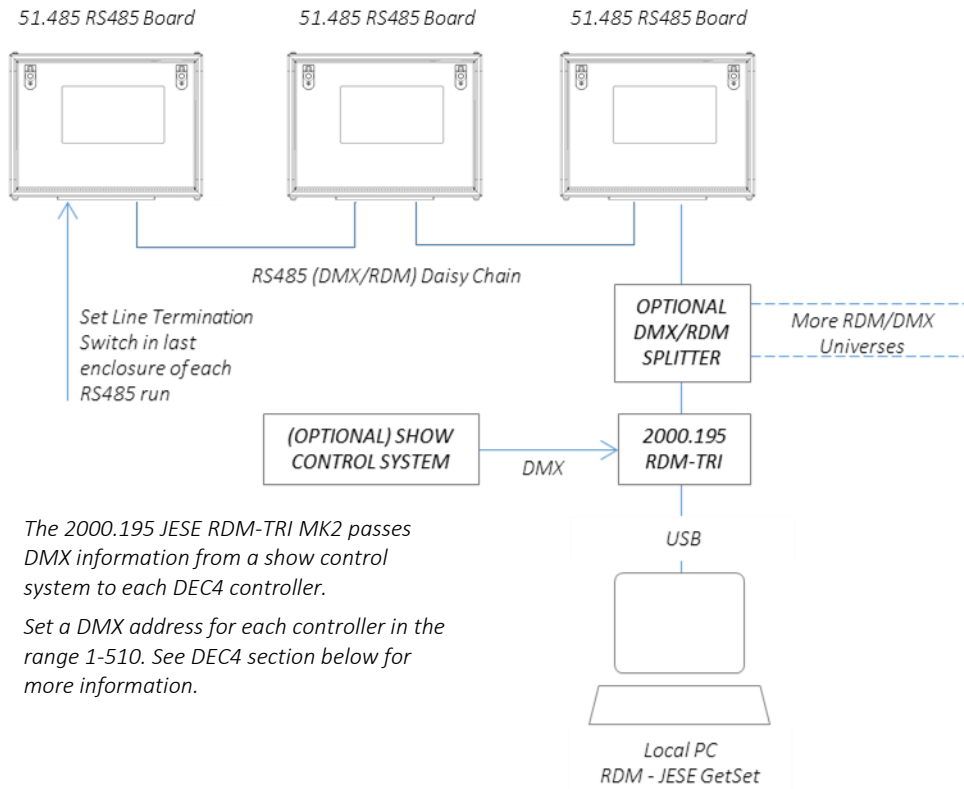 51.485 RS485 Board
51.485 RS485 Board
51.485 RS485 Board
RS485 (DMX/RDM) Daisy Chain
Set Line Termination
Switch in last
enclosure of each
RS485 run
OPTIONAL
DMX/RDM
SPLITTER
More RDM/DMX
Universes
(OPTIONAL) SHOW
CONTROL SYSTEM
DMX
2000.195
RDM-TRI
The 2000.195 JESE RDM-TRI MK2 passes
DMX information from a show control
system to each DEC4 controller.
Set a DMX address for each controller in the
range 1-510. See DEC4 section below for
more information.
USB
Local PC
RDM - JESE GetSet